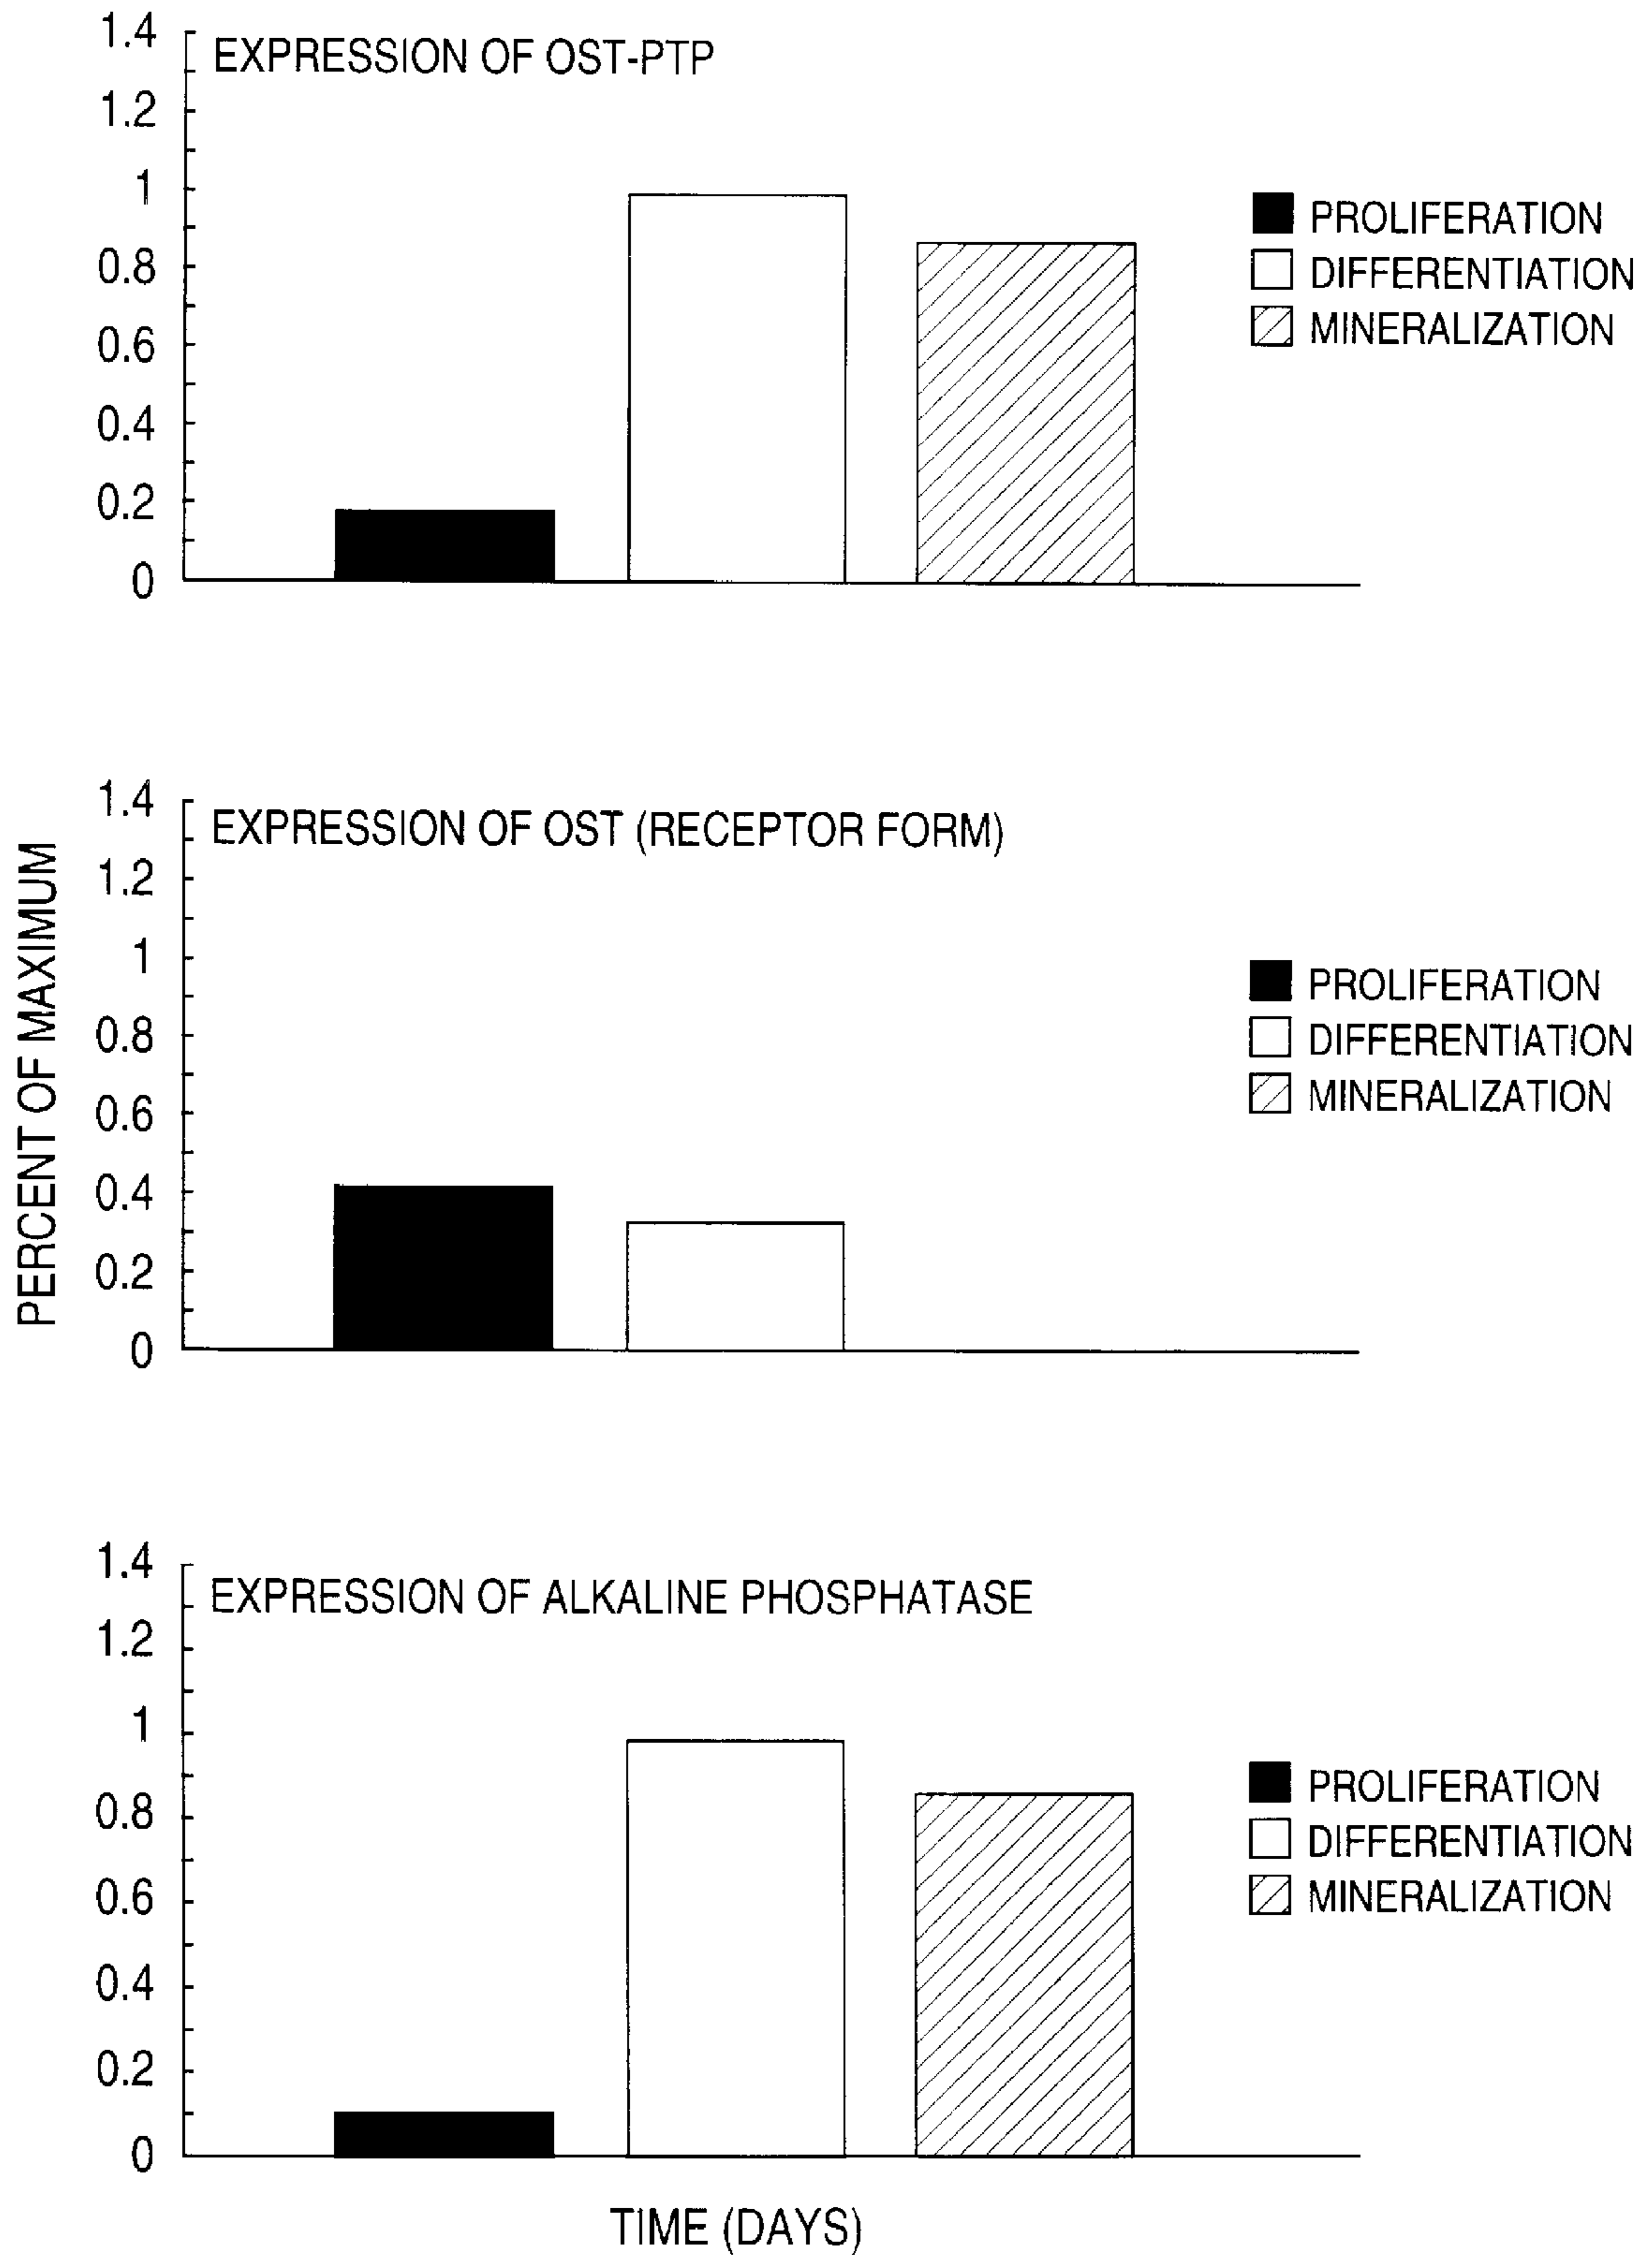 EXPRESSION OF OST-PTP
1.4
1.2
1
0.8
0.6
0.4
0.2
0
PROLIFERATION
DIFFERENTIATION
MINERALIZATION
PERCENT OF MAXIMUM
EXPRESSION OF OST (RECEPTOR FORM)
1.4
1.2
1
0.8
0.6
0.4
0.2
0
PROLIFERATION
DIFFERENTIATION
MINERALIZATION
EXPRESSION OF ALKALINE PHOSPHATASE
1.4
1.2
1
0.8
0.6
0.4
0.2
0
PROLIFERATION
DIFFERENTIATION
MINERALIZATION
TIME (DAYS)